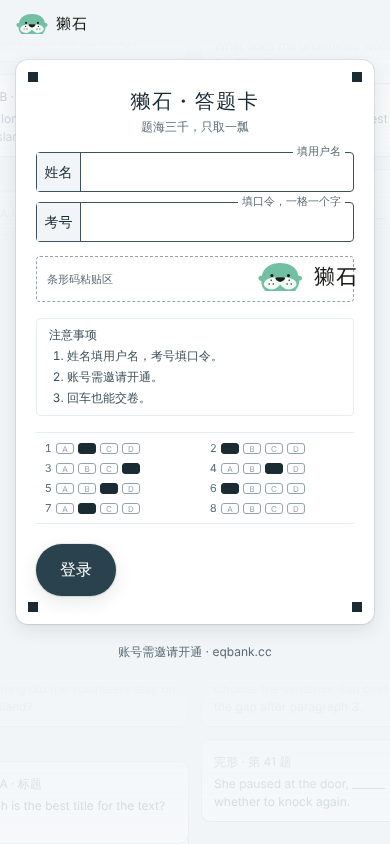 獭石
獭石·答题卡
题海三千，只取一瓢
填用户名
姓名
填口令，一格一个字
考号
条形码粘贴区
獭石
注意事项
1. 姓名填用户名，考号填口令。
2. 账号需邀请开通。
3. 回车也能交卷。
1 A C D
2 B C D
3 A B C
4 A B D
5 A B D
6 B C D
7 A C D
8 A B C D
登录
账号需邀请开通 · eqbank.cc
the gap after paragraph 3
完形 · 第 41 题
A · 标题
She paused at the door, _____
whether to knock again.
h is the best title for the text?